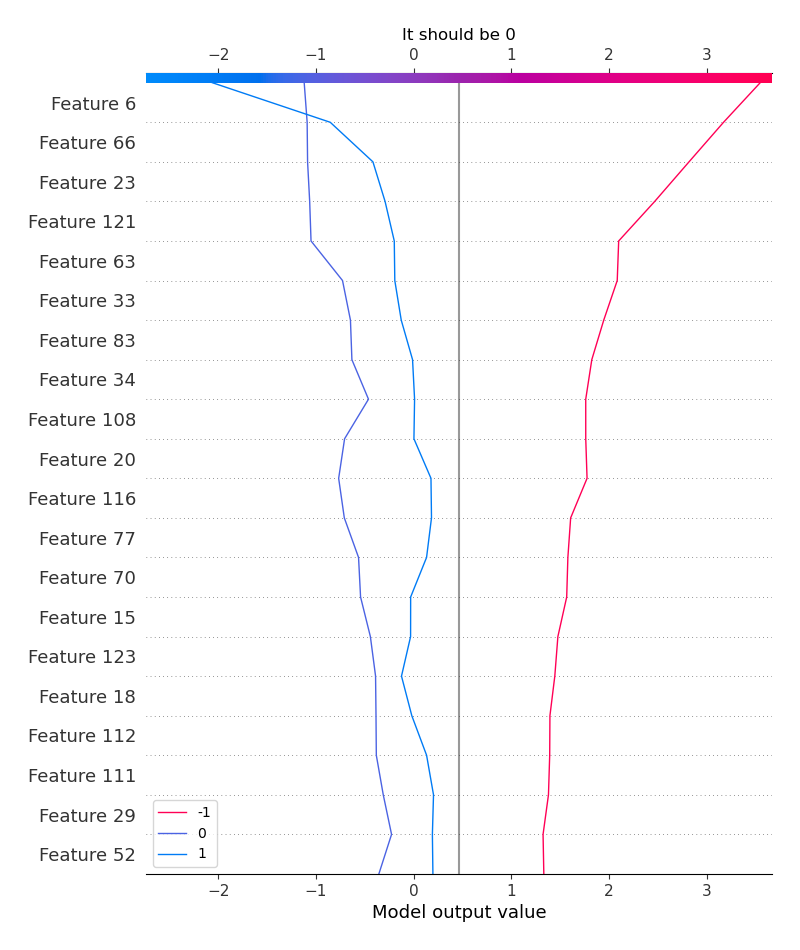 It should be 0
−2 −1 0 1 2 3
Feature 6
Feature 66
Feature 23
Feature 121
Feature 63
Feature 33
Feature 83
Feature 34
Feature 108
Feature 20
Feature 116
Feature 77
Feature 70
Feature 15
Feature 123
Feature 18
Feature 112
Feature 111
Feature 29
Feature 52
-1
0
1
−2 −1 0 1 2 3
Model output value